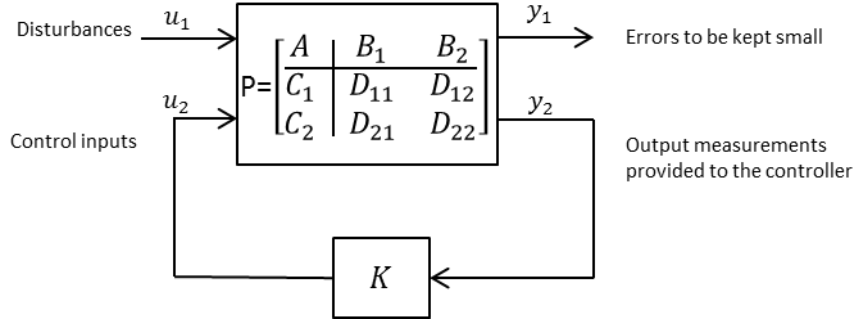 Disturbances
u₁
y₁
Errors to be kept small
P= A B₁ B₂
C₁ D₁₁ D₁₂
C₂ D₂₁ D₂₂
u₂
y₂
Control inputs
Output measurements
provided to the controller
K